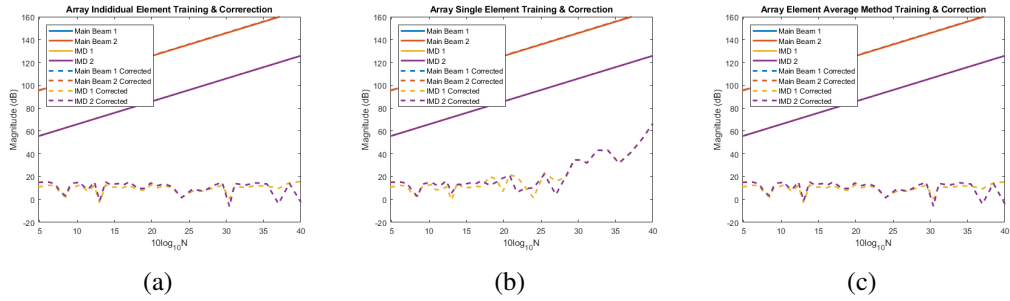 Array Indididual Element Training & Correrection
Magnitude (dB)
160
140
120
100
80
60
40
20
0
-20
Main Beam 1
Main Beam 2
IMD 1
IMD 2
Main Beam 1 Corrected
Main Beam 2 Corrected
IMD 1 Corrected
IMD 2 Corrected
5 10 15 20 25 30 35 40
10log10N
(a)
Array Single Element Training & Correction
Magnitude (dB)
160
140
120
100
80
60
40
20
0
-20
Main Beam 1
Main Beam 2
IMD 1
IMD 2
Main Beam 1 Corrected
Main Beam 2 Corrected
IMD 1 Corrected
IMD 2 Corrected
5 10 15 20 25 30 35 40
10log10N
(b)
Array Element Average Method Training & Correction
Magnitude (dB)
160
140
120
100
80
60
40
20
0
-20
Main Beam 1
Main Beam 2
IMD 1
IMD 2
Main Beam 1 Corrected
Main Beam 2 Corrected
IMD 1 Corrected
IMD 2 Corrected
5 10 15 20 25 30 35 40
10log10N
(c)